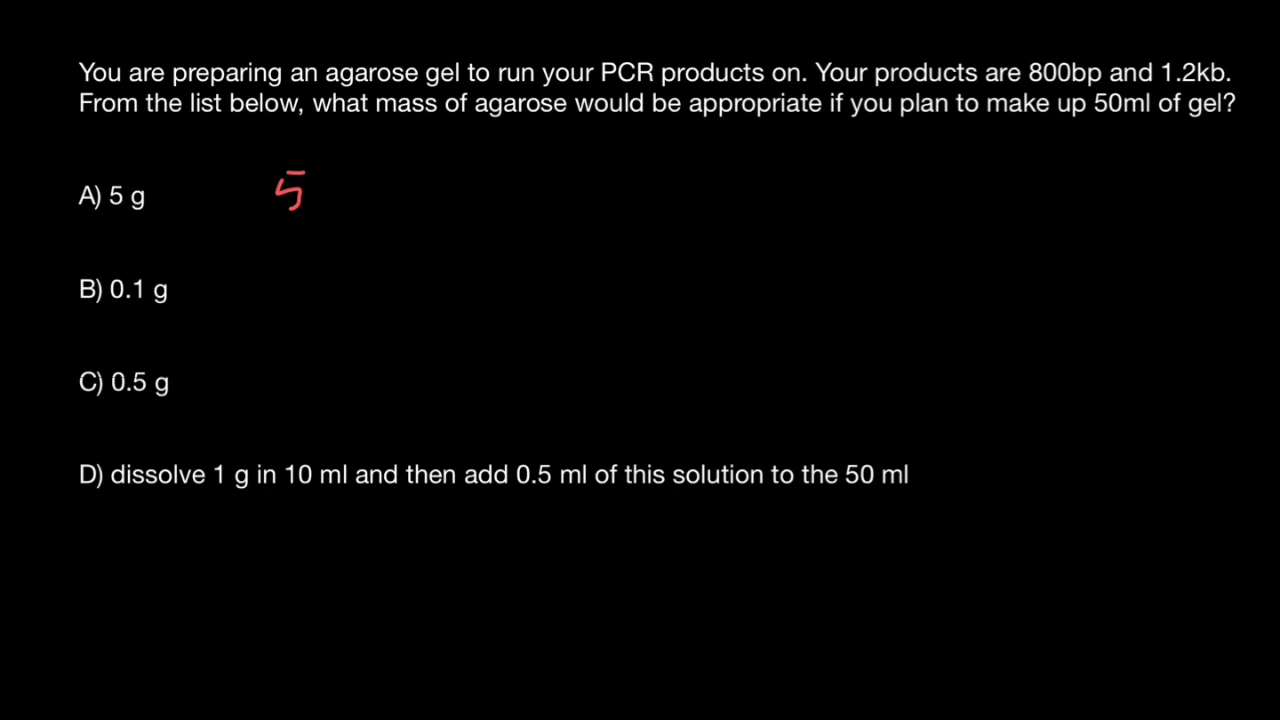 You are preparing an agarose gel to run your PCR products on. Your products are 800bp and 1.2kb.
From the list below, what mass of agarose would be appropriate if you plan to make up 50ml of gel?
A) 5 g 5
B) 0.1 g
C) 0.5 g
D) dissolve 1 g in 10 ml and then add 0.5 ml of this solution to the 50 ml